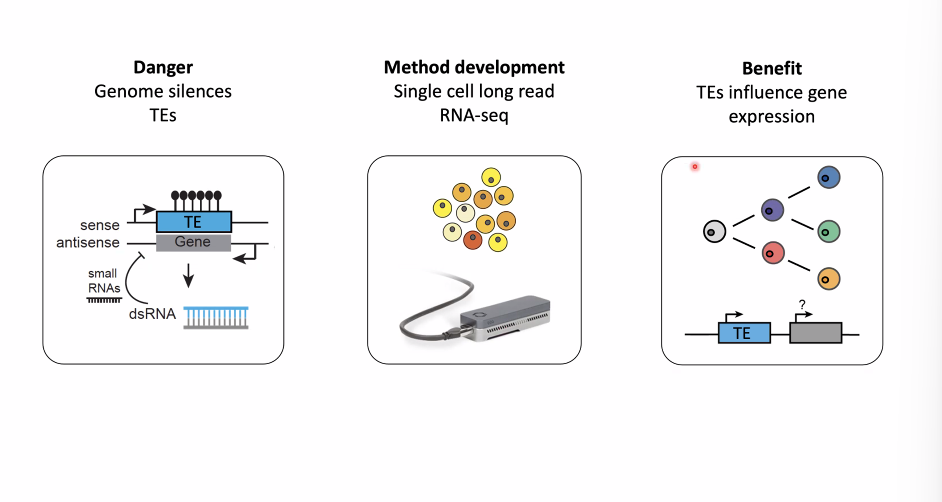 Danger
Genome silences
TEs
sense
TE
antisense
Gene
small
RNAs
dsRNA
Method development
Single cell long read
RNA-seq
Benefit
TEs influence gene
expression
?
TE